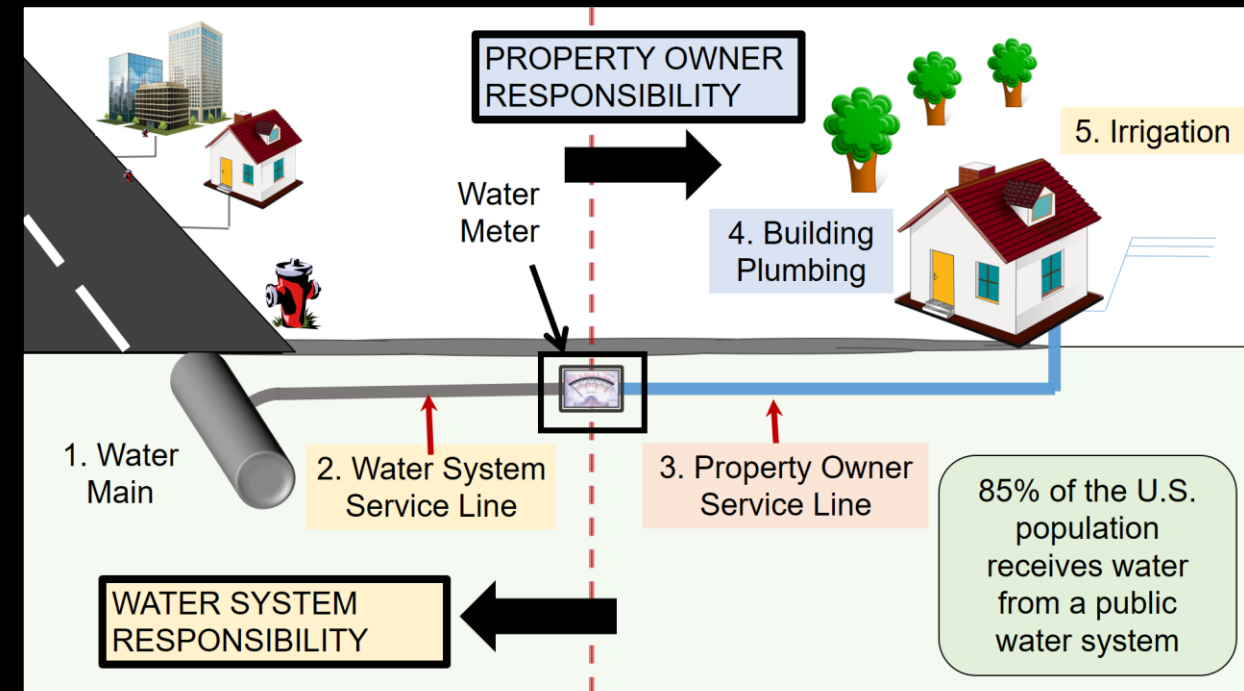 PROPERTY OWNER
RESPONSIBILITY
5. Irrigation
Water
Meter
4. Building
Plumbing
1. Water
Main
2. Water System
Service Line
3. Property Owner
Service Line
85% of the U.S.
population
receives water
from a public
water system
WATER SYSTEM
RESPONSIBILITY